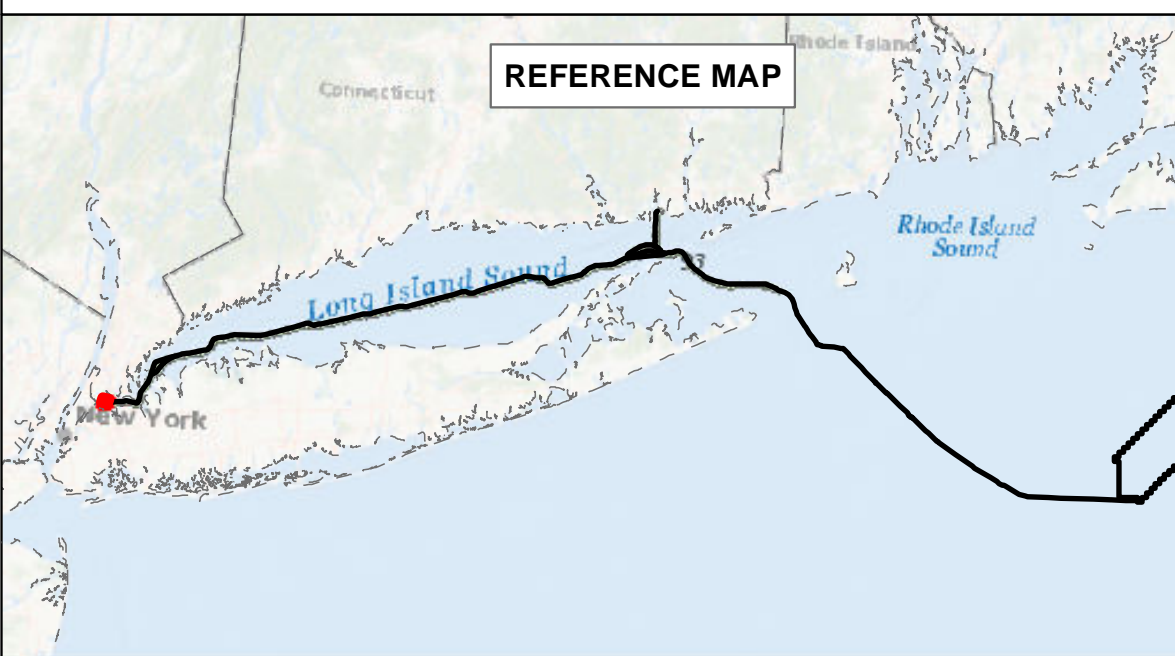 Rhode Island
REFERENCE MAP
Connecticut
Rhode Island
Sound
Long Island Sound
New York